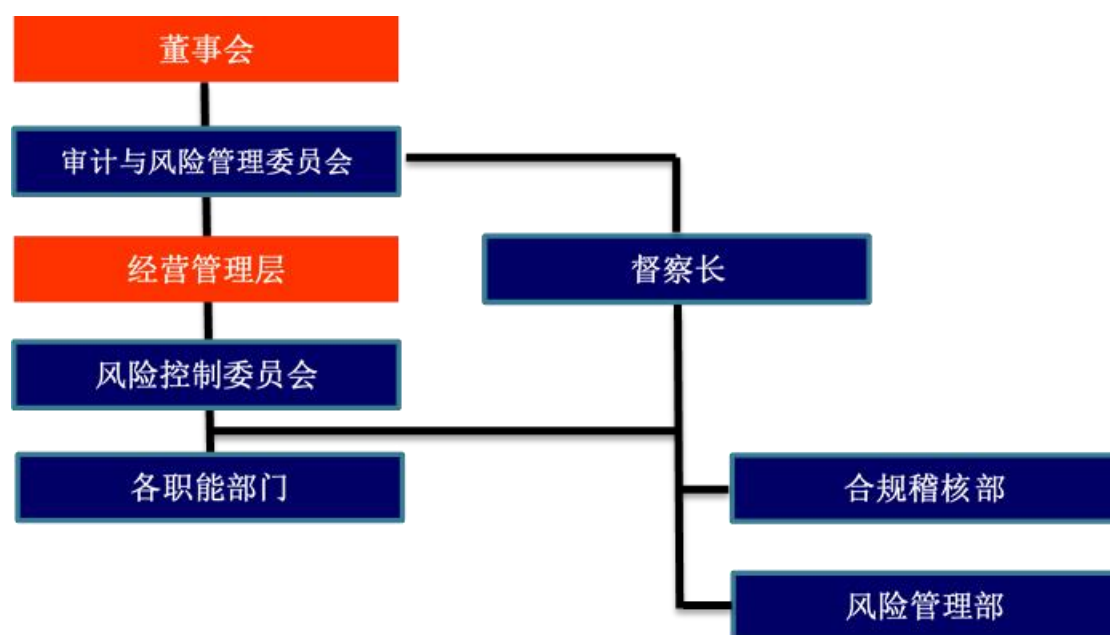 董事会
审计与风险管理委员会
经营管理层
督察长
风险控制委员会
各职能部门
合规稽核部
风险管理部